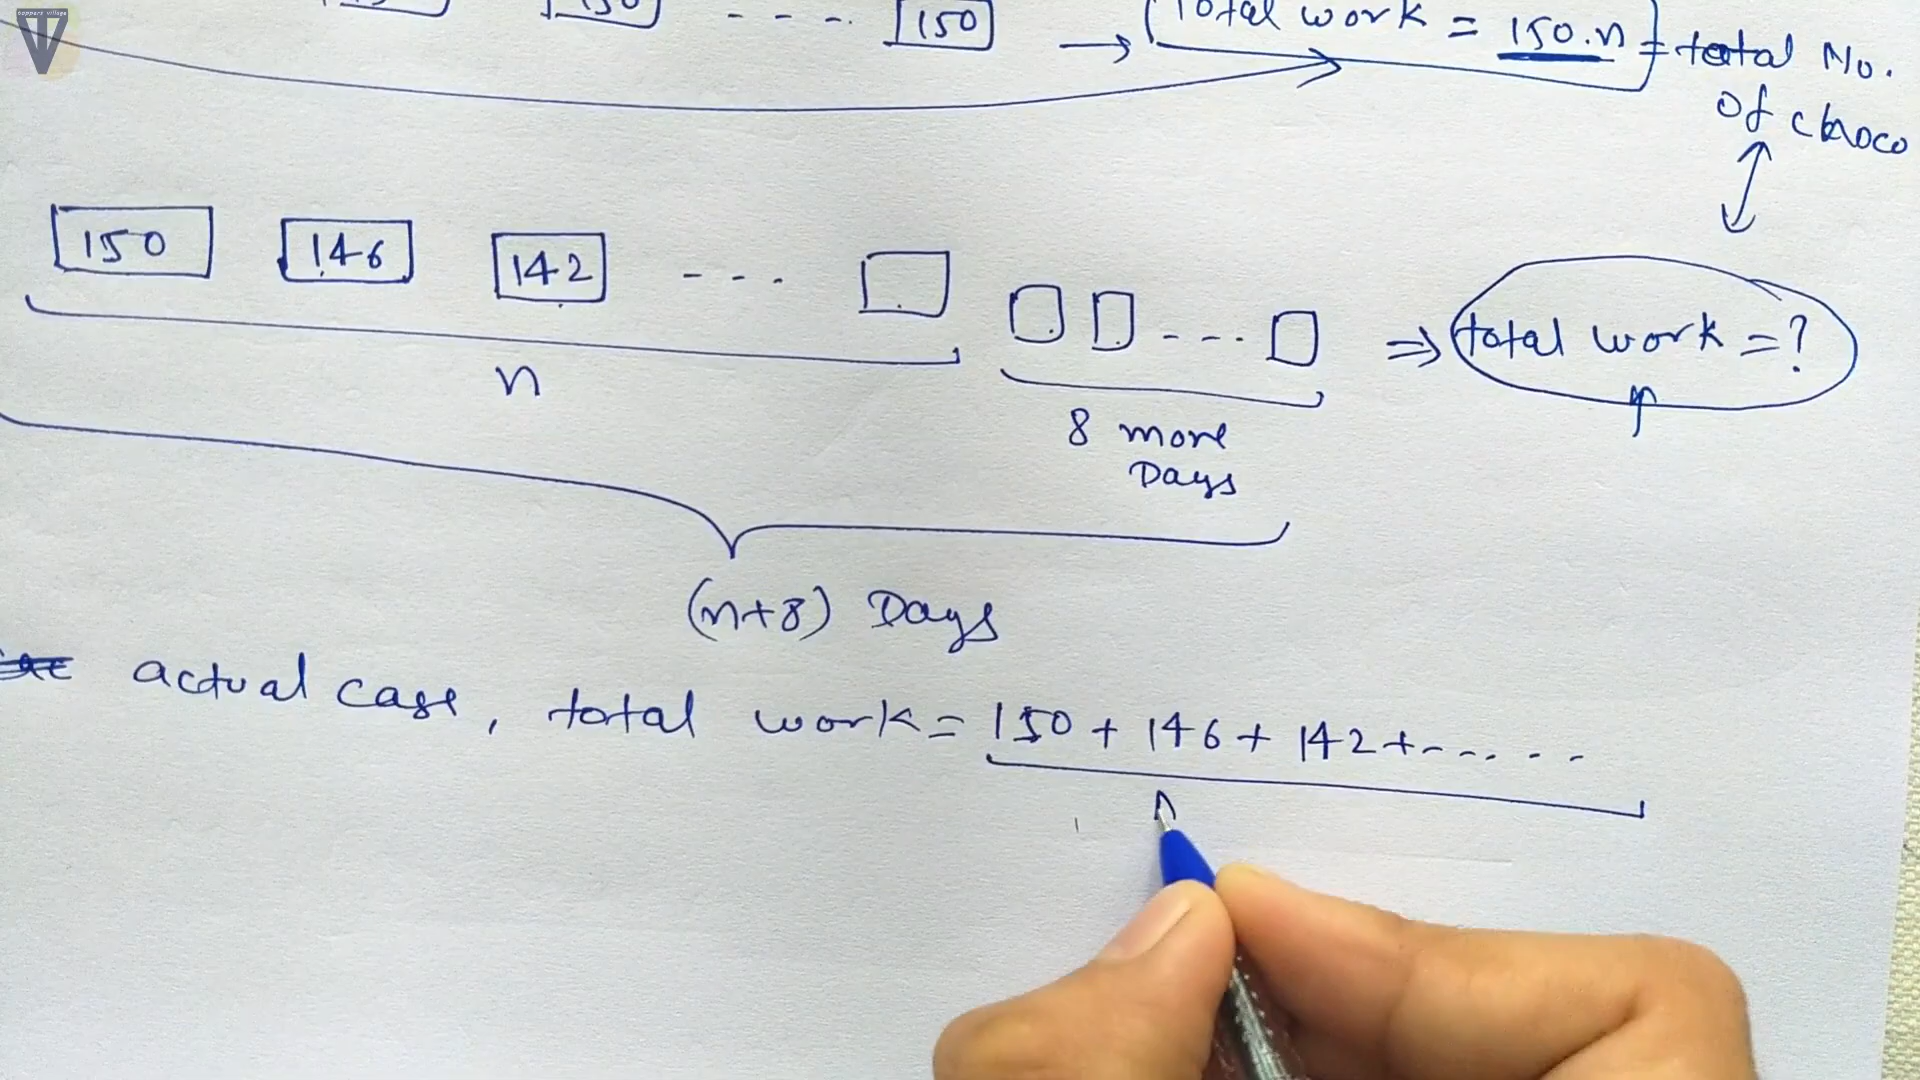 150 150 - - - - 150 → Total work = 150.n = total No.
of choco
150 146 142 - - - - - - ⇒ total work = ?
n
8 more
Days
(n+8) Days
actual case, total work = 150 + 146 + 142 + - - - - -